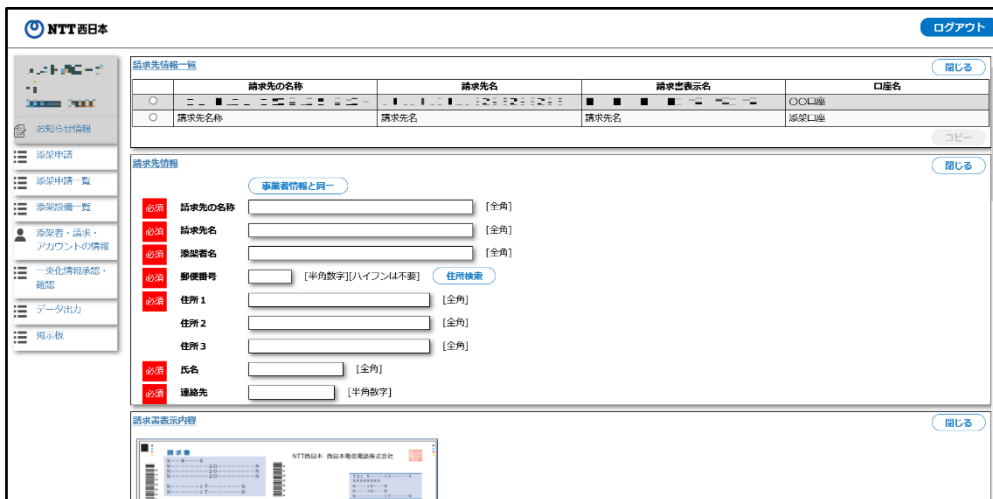 NTT西日本
ログアウト
お知らせ情報
添架申請
添架申請一覧
添架設備一覧
添架者・請求・
アカウントの情報
一束化情報承認・
確認
データ出力
掲示板
請求先情報一覧
閉じる
請求先の名称 請求先名 請求書表示名 口座名
〇〇口座
請求先名称 請求先名 請求先名 添架口座
コピー
請求先情報
閉じる
事業者情報と同一
必須 請求先の名称 [全角]
必須 請求先名 [全角]
必須 添架者名 [全角]
必須 郵便番号 [半角数字][ハイフンは不要] 住所検索
必須 住所1 [全角]
住所2 [全角]
住所3 [全角]
必須 氏名 [全角]
必須 連絡先 [半角数字]
請求書表示内容
閉じる
請求書
NTT西日本 西日本電信電話株式会社